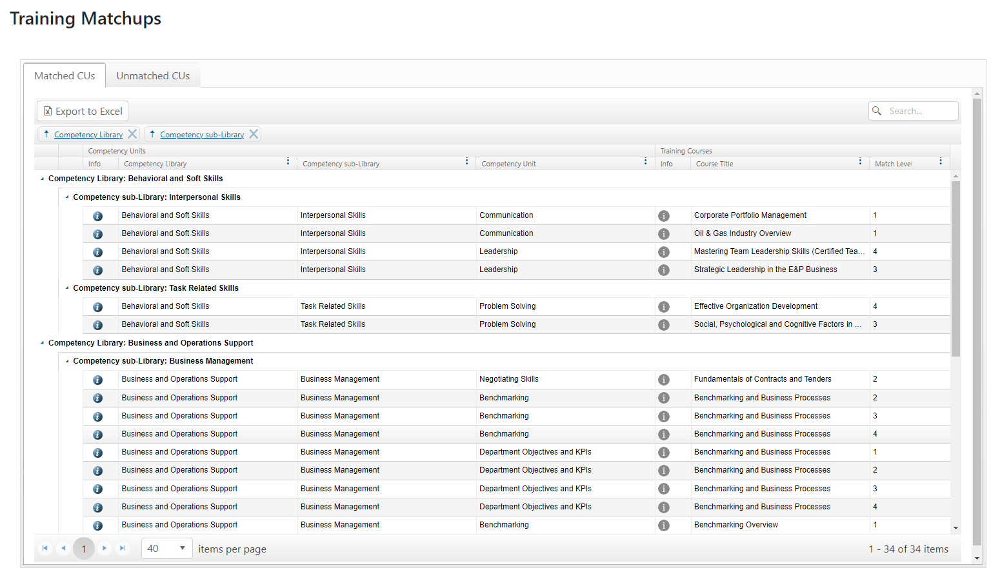 Training Matchups
Matched CUs Unmatched CUs
Export to Excel Search...
Competency Library Competency sub-Library
Competency Units Training Courses
Info Competency Library Competency sub-Library Competency Unit Info Course Title Match Level
Competency Library: Behavioral and Soft Skills
Competency sub-Library: Interpersonal Skills
Behavioral and Soft Skills Interpersonal Skills Communication Corporate Portfolio Management 1
Behavioral and Soft Skills Interpersonal Skills Communication Oil & Gas Industry Overview 1
Behavioral and Soft Skills Interpersonal Skills Leadership Mastering Team Leadership Skills (Certified Tea... 4
Behavioral and Soft Skills Interpersonal Skills Leadership Strategic Leadership in the E&P Business 3
Competency sub-Library: Task Related Skills
Behavioral and Soft Skills Task Related Skills Problem Solving Effective Organization Development 4
Behavioral and Soft Skills Task Related Skills Problem Solving Social, Psychological and Cognitive Factors in ... 3
Competency Library: Business and Operations Support
Competency sub-Library: Business Management
Business and Operations Support Business Management Negotiating Skills Fundamentals of Contracts and Tenders 2
Business and Operations Support Business Management Benchmarking Benchmarking and Business Processes 2
Business and Operations Support Business Management Benchmarking Benchmarking and Business Processes 3
Business and Operations Support Business Management Benchmarking Benchmarking and Business Processes 4
Business and Operations Support Business Management Department Objectives and KPIs Benchmarking and Business Processes 1
Business and Operations Support Business Management Department Objectives and KPIs Benchmarking and Business Processes 2
Business and Operations Support Business Management Department Objectives and KPIs Benchmarking and Business Processes 3
Business and Operations Support Business Management Department Objectives and KPIs Benchmarking and Business Processes 4
Business and Operations Support Business Management Benchmarking Benchmarking Overview 1
1 40 items per page 1 - 34 of 34 items